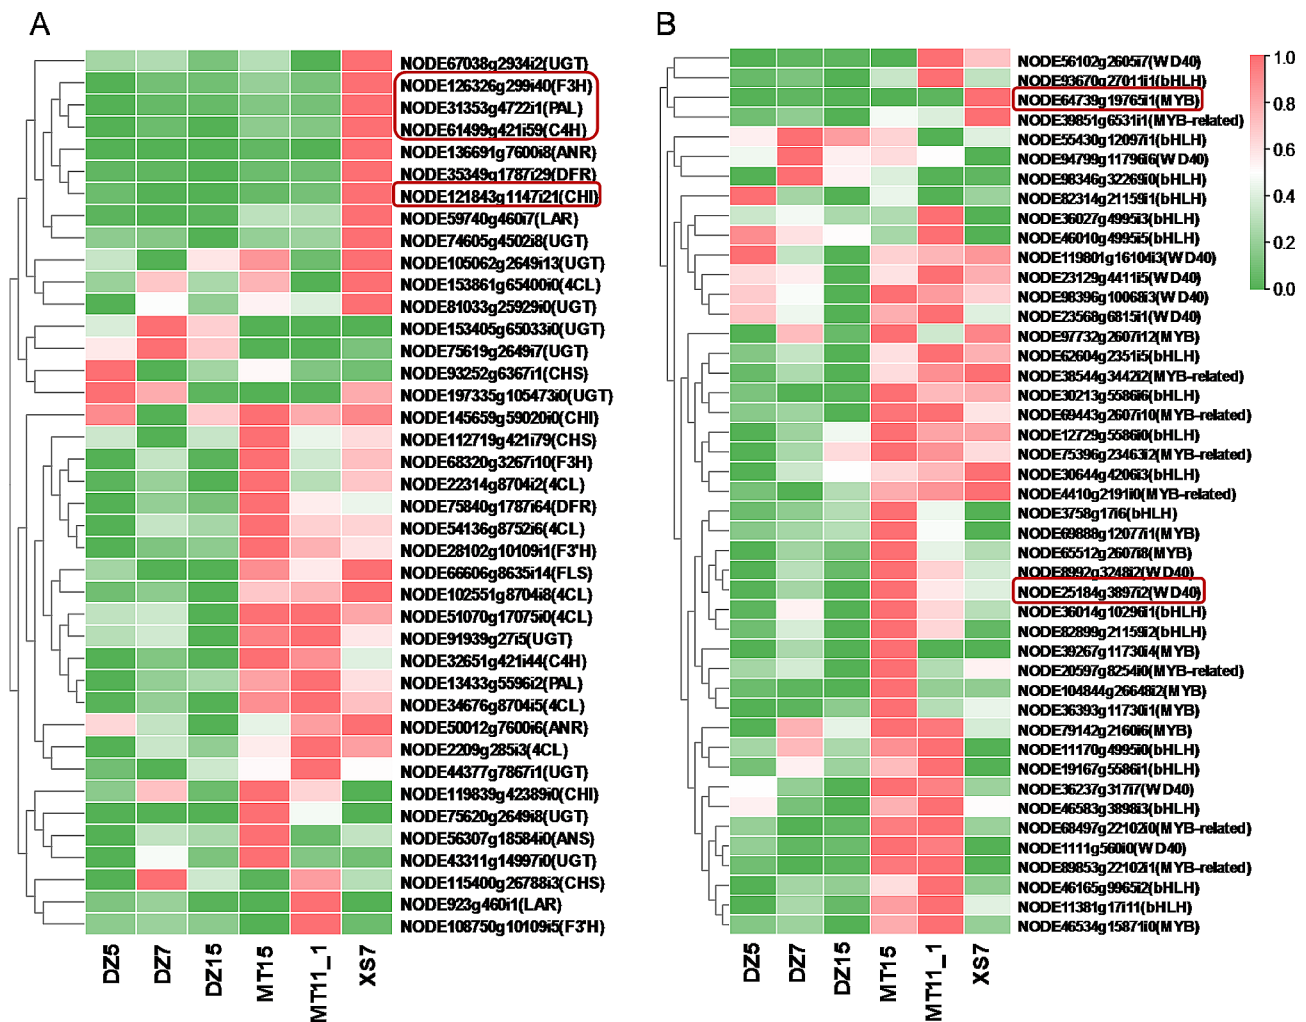 A
NODE67038g2934i2(UGT)
NODE126326g299i40(F3H)
NODE31353g4722i1(PAL)
NODE61499g421i59(C4H)
NODE136691g7600i8(ANR)
NODE35349g1787i29(DFR)
NODE121843g1147i21(CHI)
NODE59740g460i7(LAR)
NODE74605g4502i8(UGT)
NODE105062g2649i13(UGT)
NODE153861g65400i0(4CL)
NODE81033g25929i0(UGT)
NODE153405g65033i0(UGT)
NODE75619g2649i7(UGT)
NODE93252g6367i1(CHS)
NODE197335g105473i0(UGT)
NODE145659g59020i0(CHI)
NODE112719g421i79(CHS)
NODE68320g3267i10(F3H)
NODE22314g8704i2(4CL)
NODE75840g1787i64(DFR)
NODE54136g8752i6(4CL)
NODE28102g10109i1(F3'H)
NODE66606g8635i14(FLS)
NODE102551g8704i8(4CL)
NODE51070g17075i0(4CL)
NODE91939g27i5(UGT)
NODE32651g421i44(C4H)
NODE13433g5596i2(PAL)
NODE34676g8704i5(4CL)
NODE50012g7600i6(ANR)
NODE2209g285i3(4CL)
NODE44377g7867i1(UGT)
NODE119839g42389i0(CHI)
NODE75620g2649i8(UGT)
NODE56307g18584i0(ANS)
NODE43311g14997i0(UGT)
NODE115400g26788i3(CHS)
NODE923g460i1(LAR)
NODE108750g10109i5(F3'H)
DZ5
DZ7
DZ15
MT15
MT11_1
XS7
B
NODE56102g2605i7(WD40)
NODE93670g27011i1(bHLH)
NODE64739g19765i1(MYB)
NODE39851g6531i1(MYB-related)
NODE55430g12097i1(bHLH)
NODE94799g11796i6(WD40)
NODE98346g32269i0(bHLH)
NODE82314g21159i1(bHLH)
NODE36027g4995i3(bHLH)
NODE46010g4995i5(bHLH)
NODE119801g16104i3(WD40)
NODE23129g4411i5(WD40)
NODE98396g10068i3(WD40)
NODE23568g6815i1(WD40)
NODE97732g2607i12(MYB)
NODE62604g2351i5(bHLH)
NODE38544g3442i2(MYB-related)
NODE30213g5586i6(bHLH)
NODE69443g2607i10(MYB-related)
NODE12729g5586i0(bHLH)
NODE75396g23463i2(MYB-related)
NODE30644g4206i3(bHLH)
NODE4410g2191i0(MYB-related)
NODE3758g17i6(bHLH)
NODE69888g12077i1(MYB)
NODE65512g2607i8(MYB)
NODE8992g3248i2(WD40)
NODE25184g3897i2(WD40)
NODE36014g10296i1(bHLH)
NODE82899g21159i2(bHLH)
NODE39267g11730i4(MYB)
NODE20597g8254i0(MYB-related)
NODE104844g26648i2(MYB)
NODE36393g11730i1(MYB)
NODE79142g2160i6(MYB)
NODE11170g4995i0(bHLH)
NODE19167g5586i1(bHLH)
NODE36237g317i7(WD40)
NODE46583g3898i3(bHLH)
NODE68497g22102i0(MYB-related)
NODE1111g560i0(WD40)
NODE89853g22102i1(MYB-related)
NODE46165g9965i2(bHLH)
NODE11381g17i11(bHLH)
NODE46534g15871i0(MYB)
DZ5
DZ7
DZ15
MT15
MT11_1
XS7
1.0
0.8
0.6
0.4
0.2
0.0